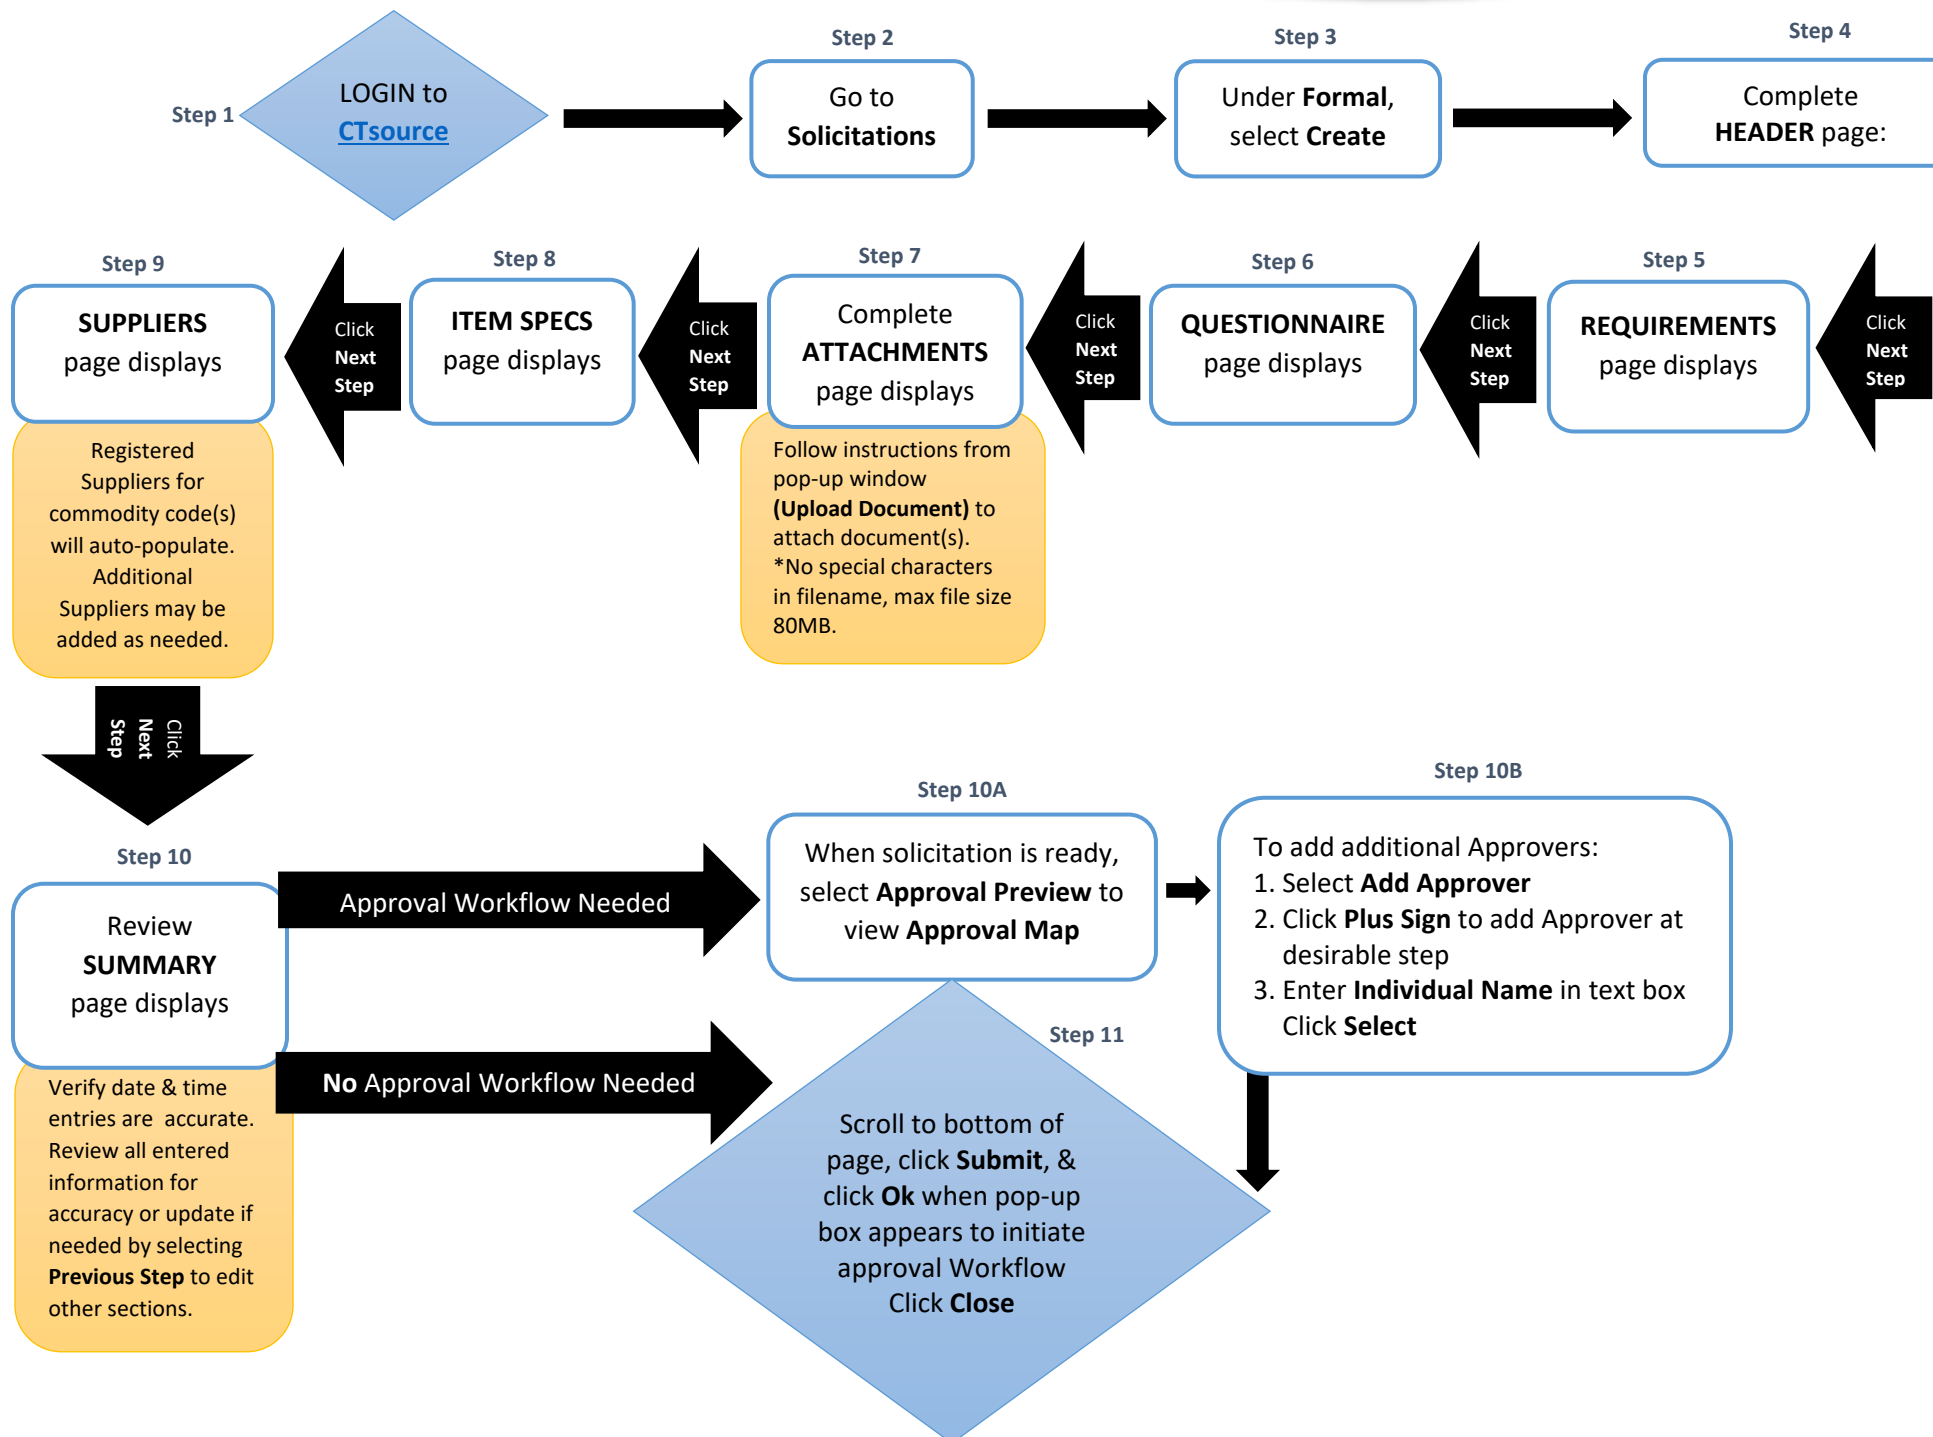 Step 1
LOGIN to
CTsource
Step 2
Go to
Solicitations
Step 3
Under Formal,
select Create
Step 4
Complete
HEADER page:
Click
Next
Step
Step 5
REQUIREMENTS
page displays
Click
Next
Step
Step 6
QUESTIONNAIRE
page displays
Click
Next
Step
Step 7
Complete
ATTACHMENTS
page displays
Follow instructions from
pop-up window
(Upload Document) to
attach document(s).
*No special characters
in filename, max file size
80MB.
Click
Next
Step
Step 8
ITEM SPECS
page displays
Click
Next
Step
Step 9
SUPPLIERS
page displays
Registered
Suppliers for
commodity code(s)
will auto-populate.
Additional
Suppliers may be
added as needed.
Click
Next
Step
Step 10
Review
SUMMARY
page displays
Verify date & time
entries are accurate.
Review all entered
information for
accuracy or update if
needed by selecting
Previous Step to edit
other sections.
Approval Workflow Needed
Step 10A
When solicitation is ready,
select Approval Preview to
view Approval Map
Step 10B
To add additional Approvers:
1. Select Add Approver
2. Click Plus Sign to add Approver at
desirable step
3. Enter Individual Name in text box
Click Select
No Approval Workflow Needed
Step 11
Scroll to bottom of
page, click Submit, &
click Ok when pop-up
box appears to initiate
approval Workflow
Click Close